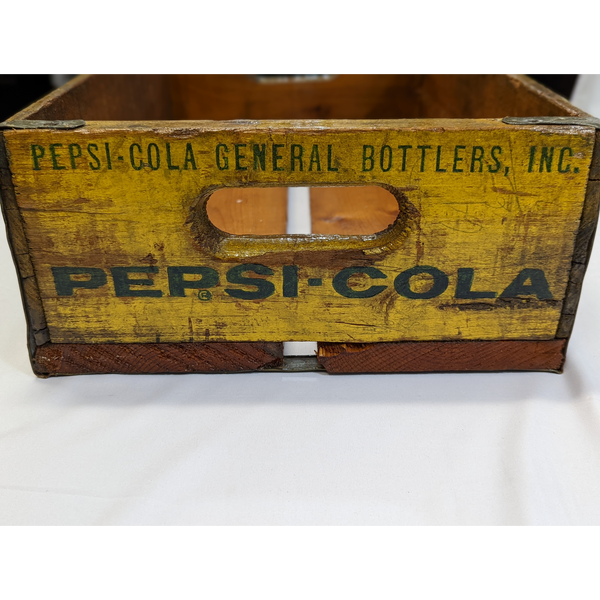 PEPSI-COLA GENERAL BOTTLERS, INC.
PEPSI-COLA